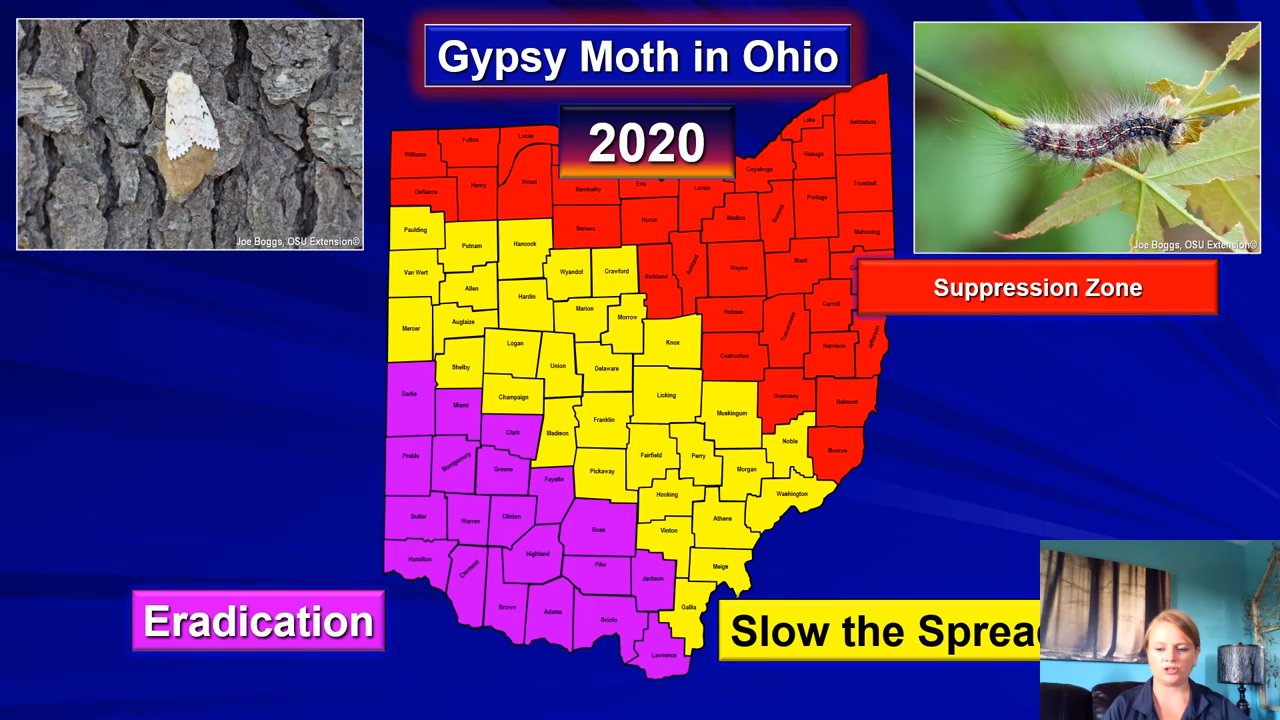 Gypsy Moth in Ohio
2020
Joe Boggs, OSU Extension©
Joe Boggs, OSU Extension©
Suppression Zone
Eradication
Slow the Sprea
Williams
Fulton
Lucas
Lake
Ashtabula
Geauga
Cuyahoga
Defiance
Henry
Wood
Sandusky
Erie
Lorain
Portage
Trumbull
Summit
Medina
Paulding
Putnam
Hancock
Seneca
Huron
Mahoning
Van Wert
Allen
Wyandot
Crawford
Richland
Ashland
Wayne
Stark
Co
Hardin
Marion
Morrow
Holmes
Tuscarawas
Carroll
Mercer
Auglaize
Logan
Union
Knox
Coshocton
Harrison
Jefferson
Shelby
Delaware
Darke
Champaign
Licking
Muskingum
Guernsey
Belmont
Miami
Clark
Madison
Franklin
Noble
Monroe
Preble
Montgomery
Greene
Fayette
Pickaway
Fairfield
Perry
Morgan
Washington
Hocking
Butler
Warren
Clinton
Ross
Vinton
Athens
Hamilton
Clermont
Highland
Pike
Jackson
Meigs
Brown
Adams
Scioto
Gallia
Lawrence